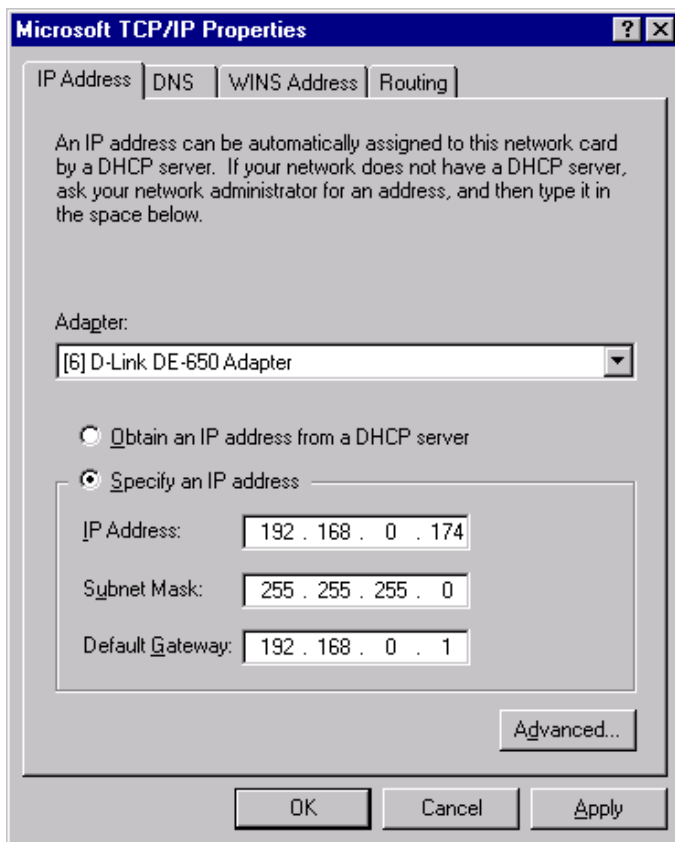 Microsoft TCP/IP Properties
IP Address DNS WINS Address Routing
An IP address can be automatically assigned to this network card
by a DHCP server. If your network does not have a DHCP server,
ask your network administrator for an address, and then type it in
the space below.
Adapter:
[6] D-Link DE-650 Adapter
Obtain an IP address from a DHCP server
Specify an IP address
IP Address: 192 . 168 . 0 . 174
Subnet Mask: 255 . 255 . 255 . 0
Default Gateway: 192 . 168 . 0 . 1
Advanced...
OK Cancel Apply